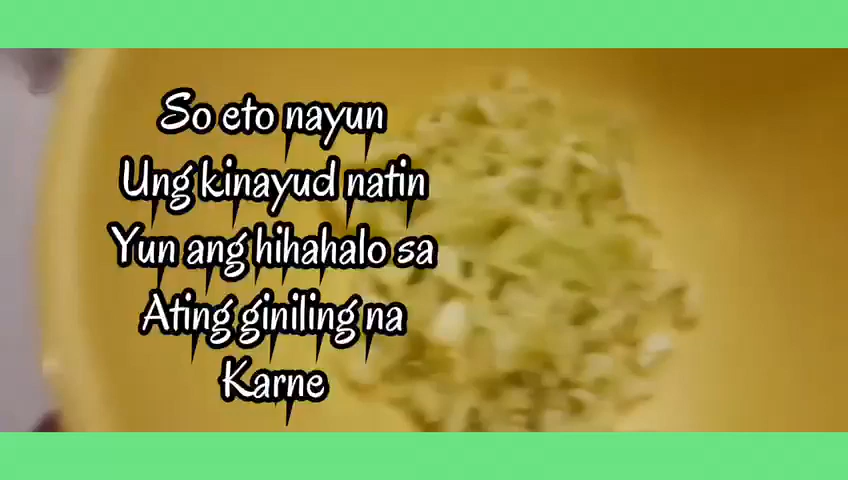 So eto nayun
Ung kinayud natin
Yun ang hihahalo sa
Ating giniling na
Karne